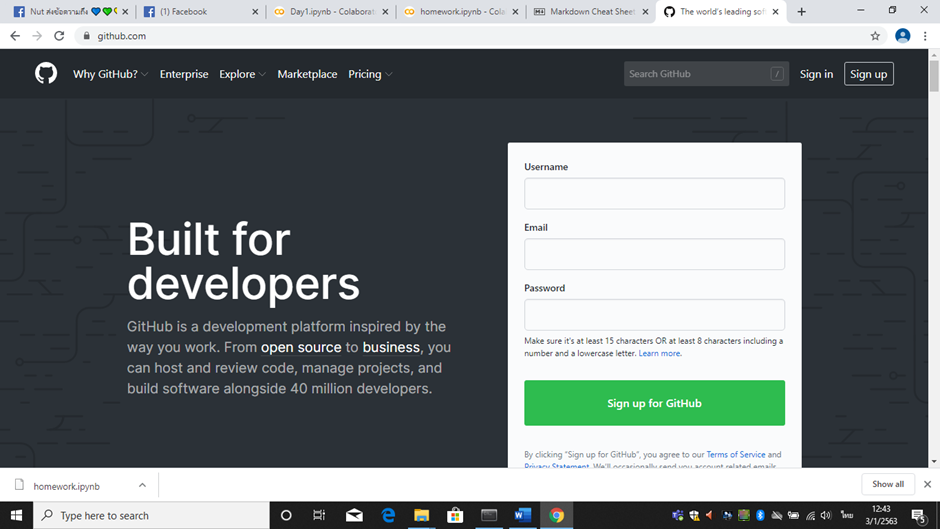 Nut ส่งข้อความถึง
(1) Facebook
Day1.ipynb - Colaborat
homework.ipynb - Col
Markdown Cheat Sheet
The world's leading sof
github.com
Why GitHub?
Enterprise
Explore
Marketplace
Pricing
Search GitHub
/
Sign in
Sign up
Username
Email
Built for
developers
Password
GitHub is a development platform inspired by the
way you work. From open source to business, you
can host and review code, manage projects, and
build software alongside 40 million developers.
Make sure it's at least 15 characters OR at least 8 characters including a
number and a lowercase letter. Learn more.
Sign up for GitHub
By clicking "Sign up for GitHub", you agree to our Terms of Service and
Privacy Statement. We'll occasionally send you account related emails.
homework.ipynb
Show all
Type here to search
ไทย
12:43
3/1/2563
5